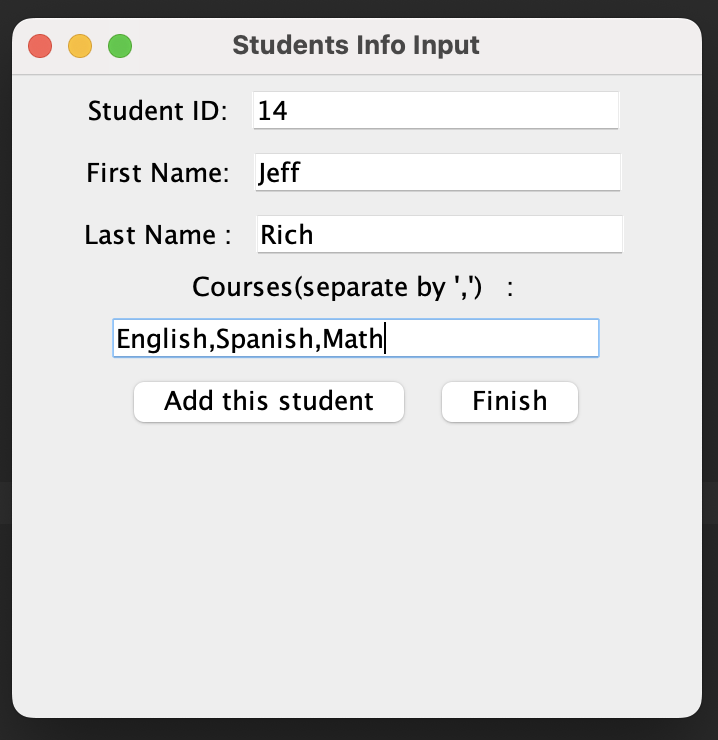 Students Info Input
Student ID: 14
First Name: Jeff
Last Name : Rich
Courses(separate by ',') :
English,Spanish,Math
Add this student Finish